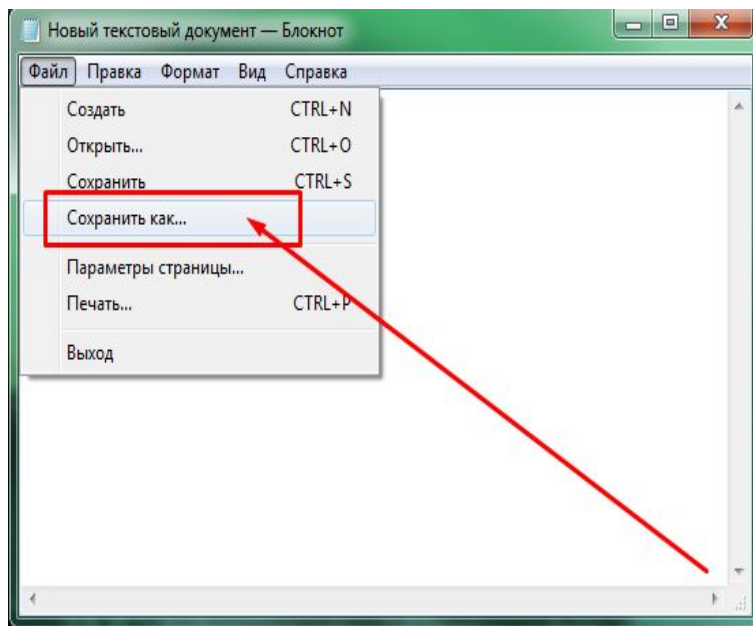 Новый текстовый документ — Блокнот
Файл Правка Формат Вид Справка
Создать CTRL+N
Открыть... CTRL+O
Сохранить CTRL+S
Сохранить как...
Параметры страницы...
Печать... CTRL+P
Выход